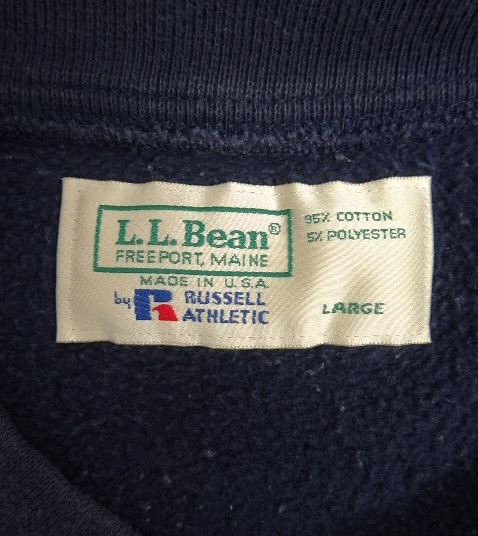 L.L.Bean®
FREEPORT, MAINE
MADE IN U.S.A.
by R RUSSELL
ATHLETIC
95% COTTON
5% POLYESTER
LARGE